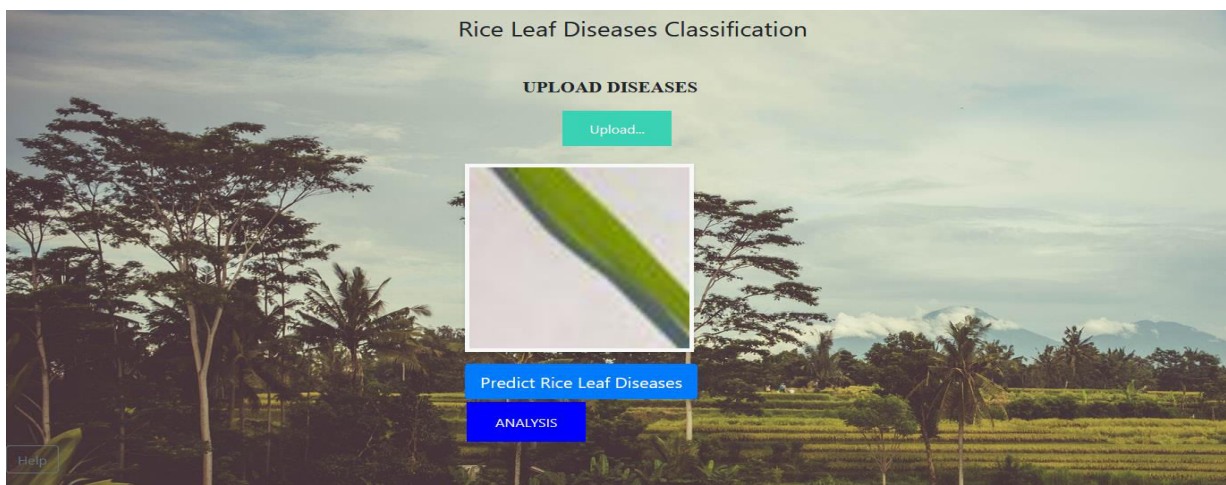 Rice Leaf Diseases Classification
UPLOAD DISEASES
Upload...
Predict Rice Leaf Diseases
ANALYSIS
Help